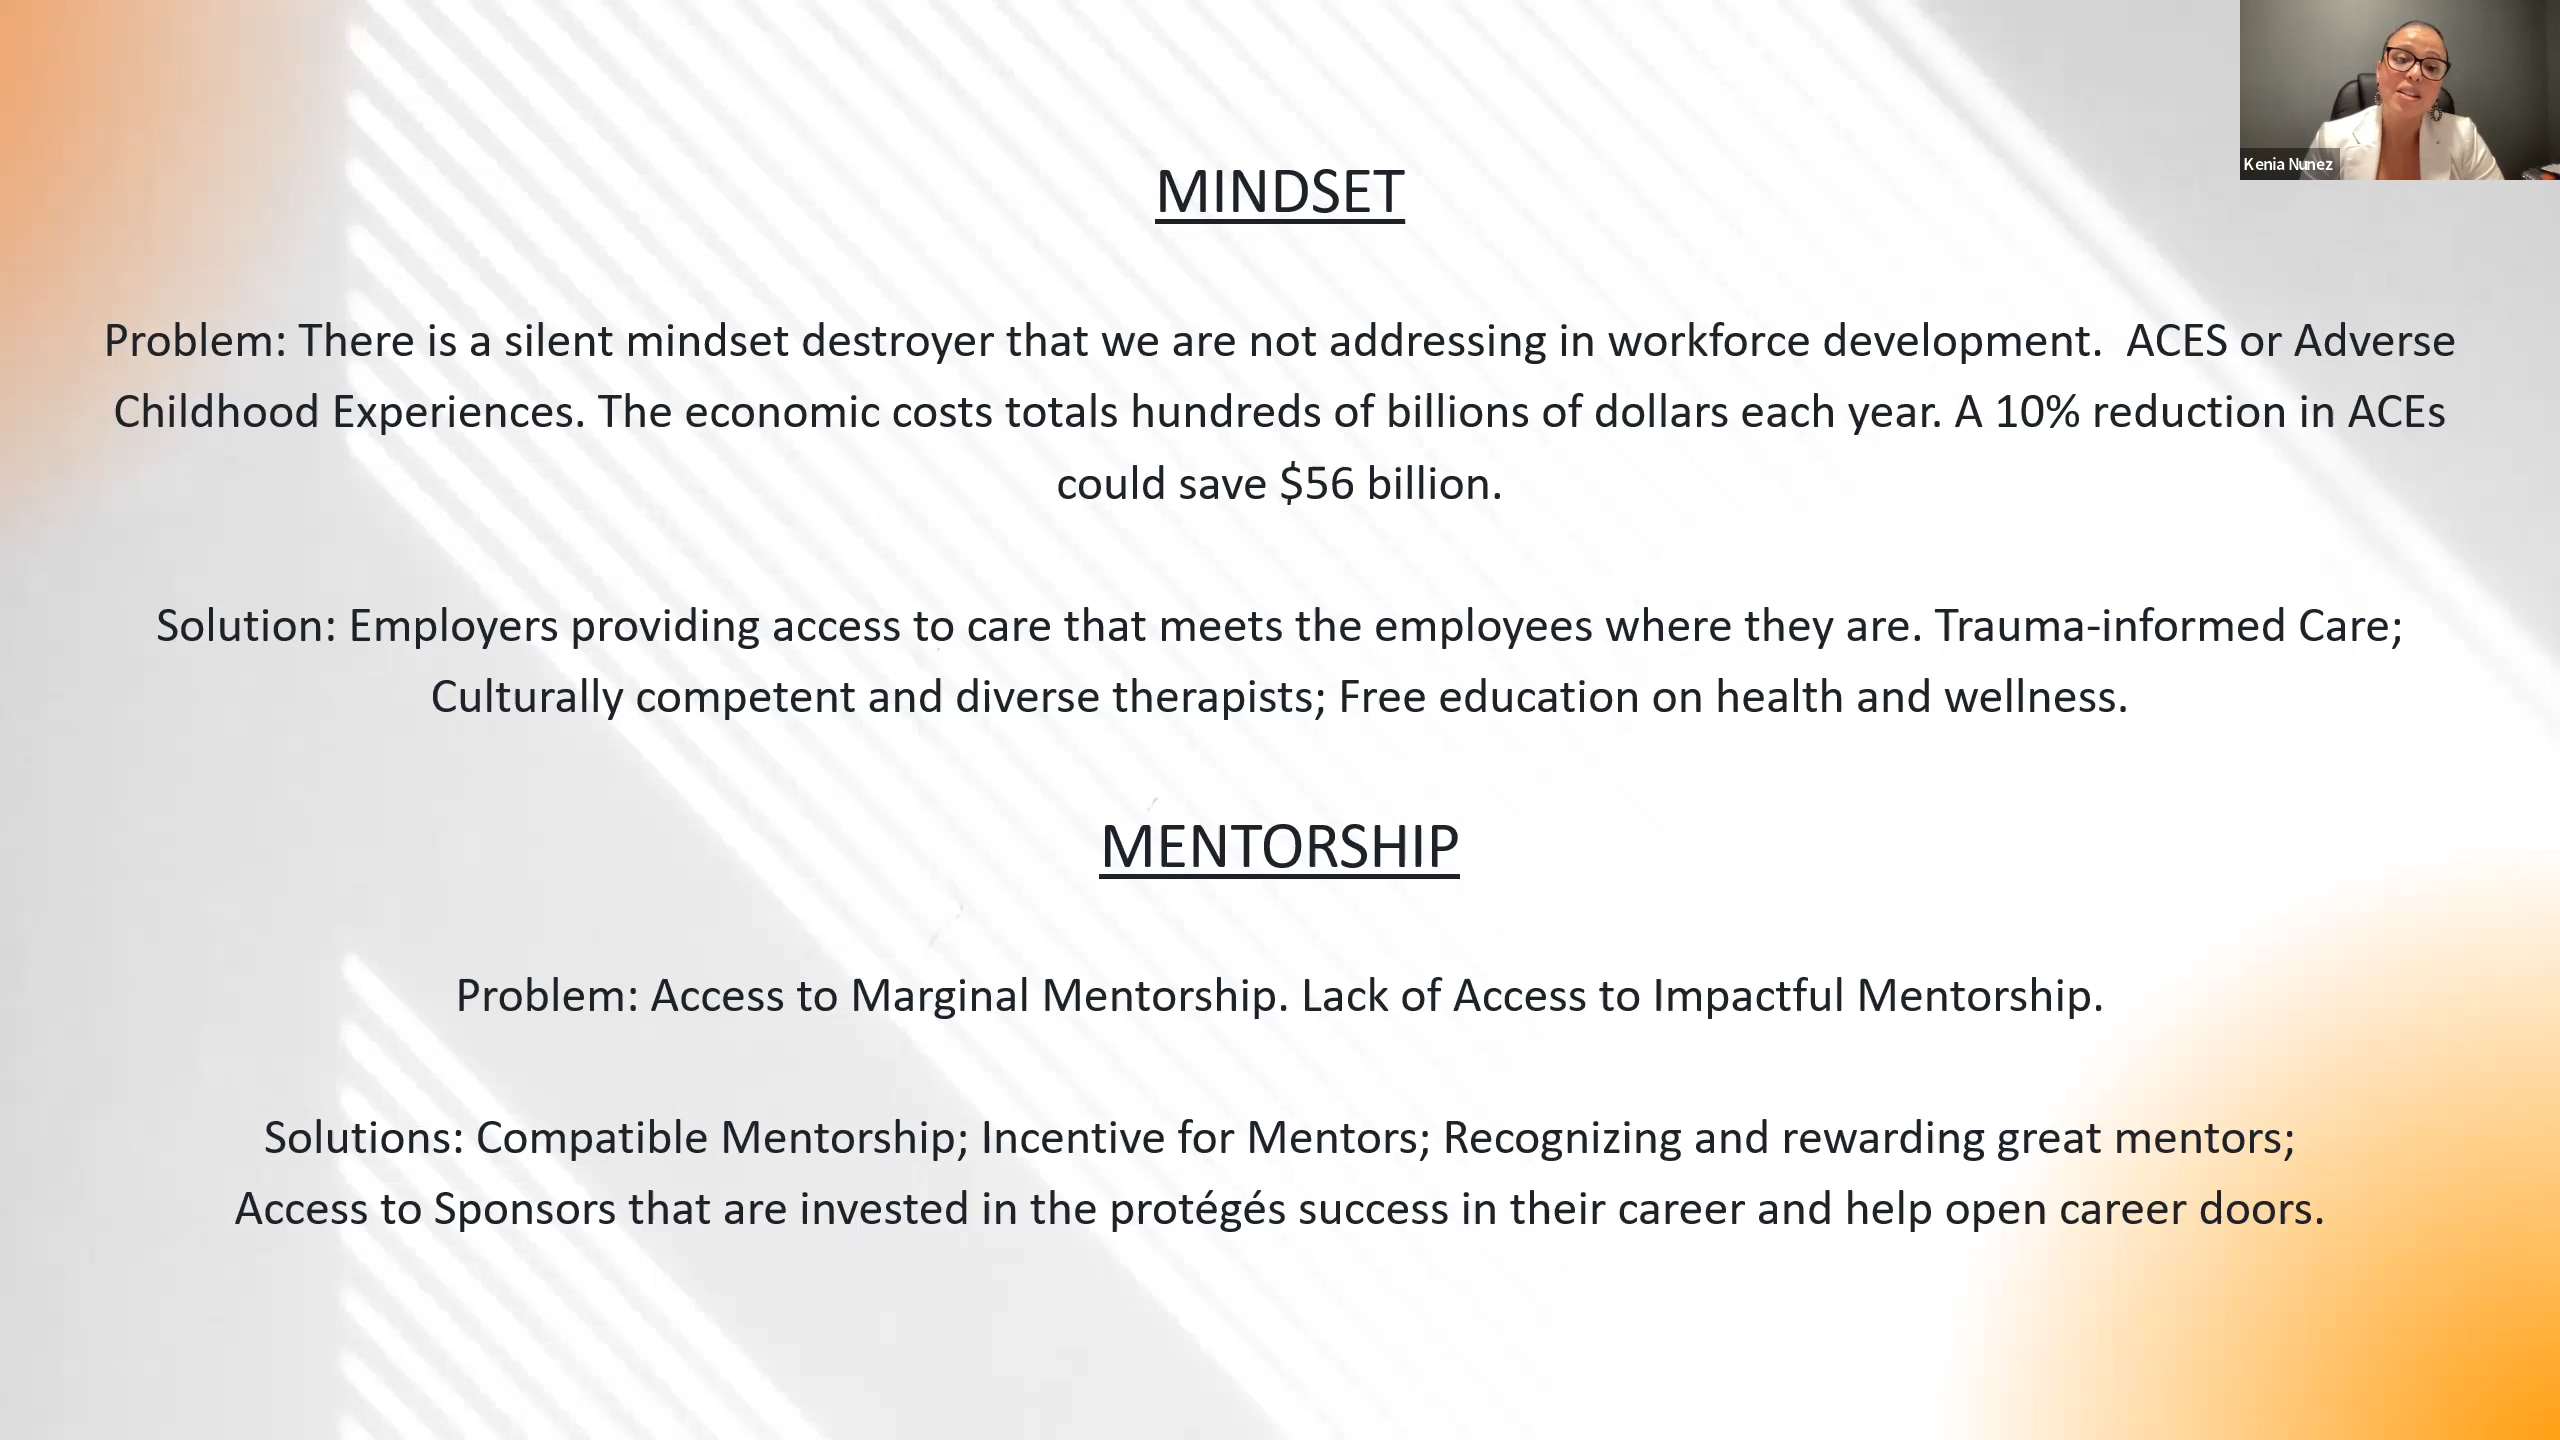 Kenia Nunez
MINDSET
Problem: There is a silent mindset destroyer that we are not addressing in workforce development.  ACES or Adverse
Childhood Experiences. The economic costs totals hundreds of billions of dollars each year. A 10% reduction in ACEs
could save $56 billion.
Solution: Employers providing access to care that meets the employees where they are. Trauma-informed Care;
Culturally competent and diverse therapists; Free education on health and wellness.
MENTORSHIP
Problem: Access to Marginal Mentorship. Lack of Access to Impactful Mentorship.
Solutions: Compatible Mentorship; Incentive for Mentors; Recognizing and rewarding great mentors;
Access to Sponsors that are invested in the protégés success in their career and help open career doors.